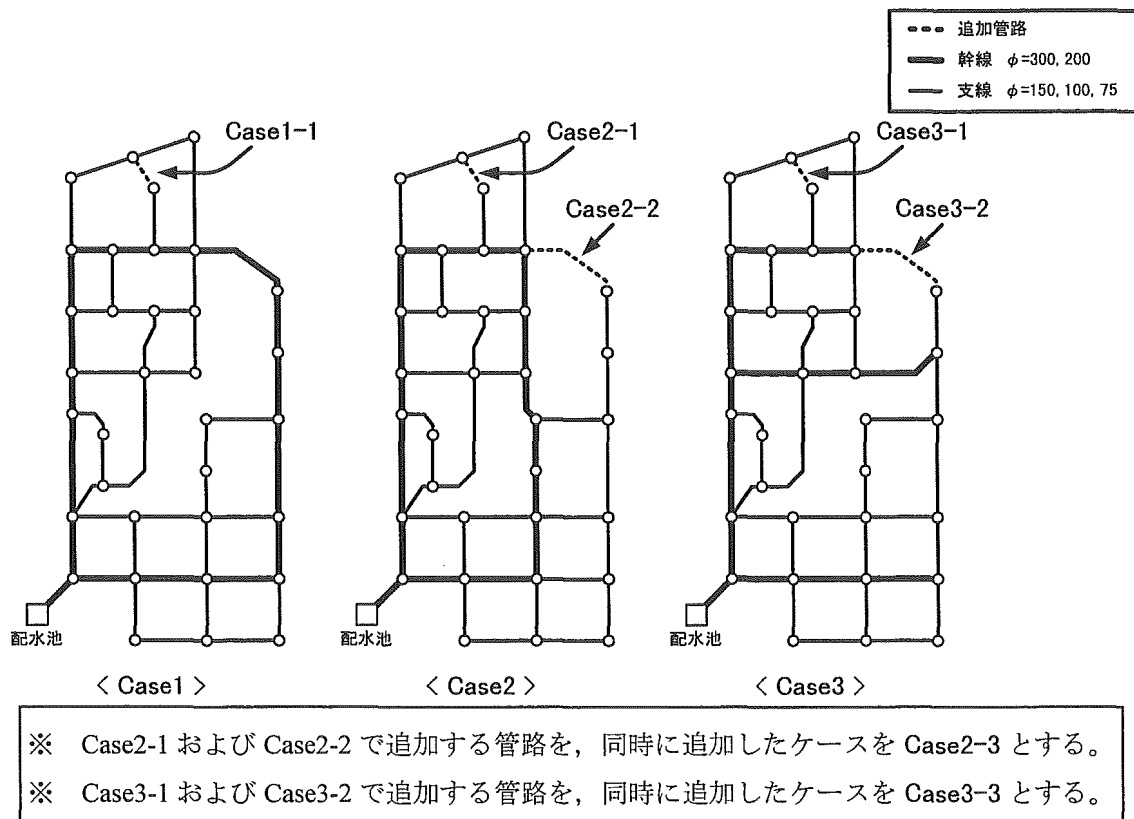 追加管路
幹線 φ=300, 200
支線 φ=150, 100, 75
Case1-1
Case2-1
Case3-1
Case2-2
Case3-2
配水池
配水池
配水池
< Case1 >
< Case2 >
< Case3 >
※ Case2-1 および Case2-2 で追加する管路を，同時に追加したケースを Case2-3 とする。
※ Case3-1 および Case3-2 で追加する管路を，同時に追加したケースを Case3-3 とする。